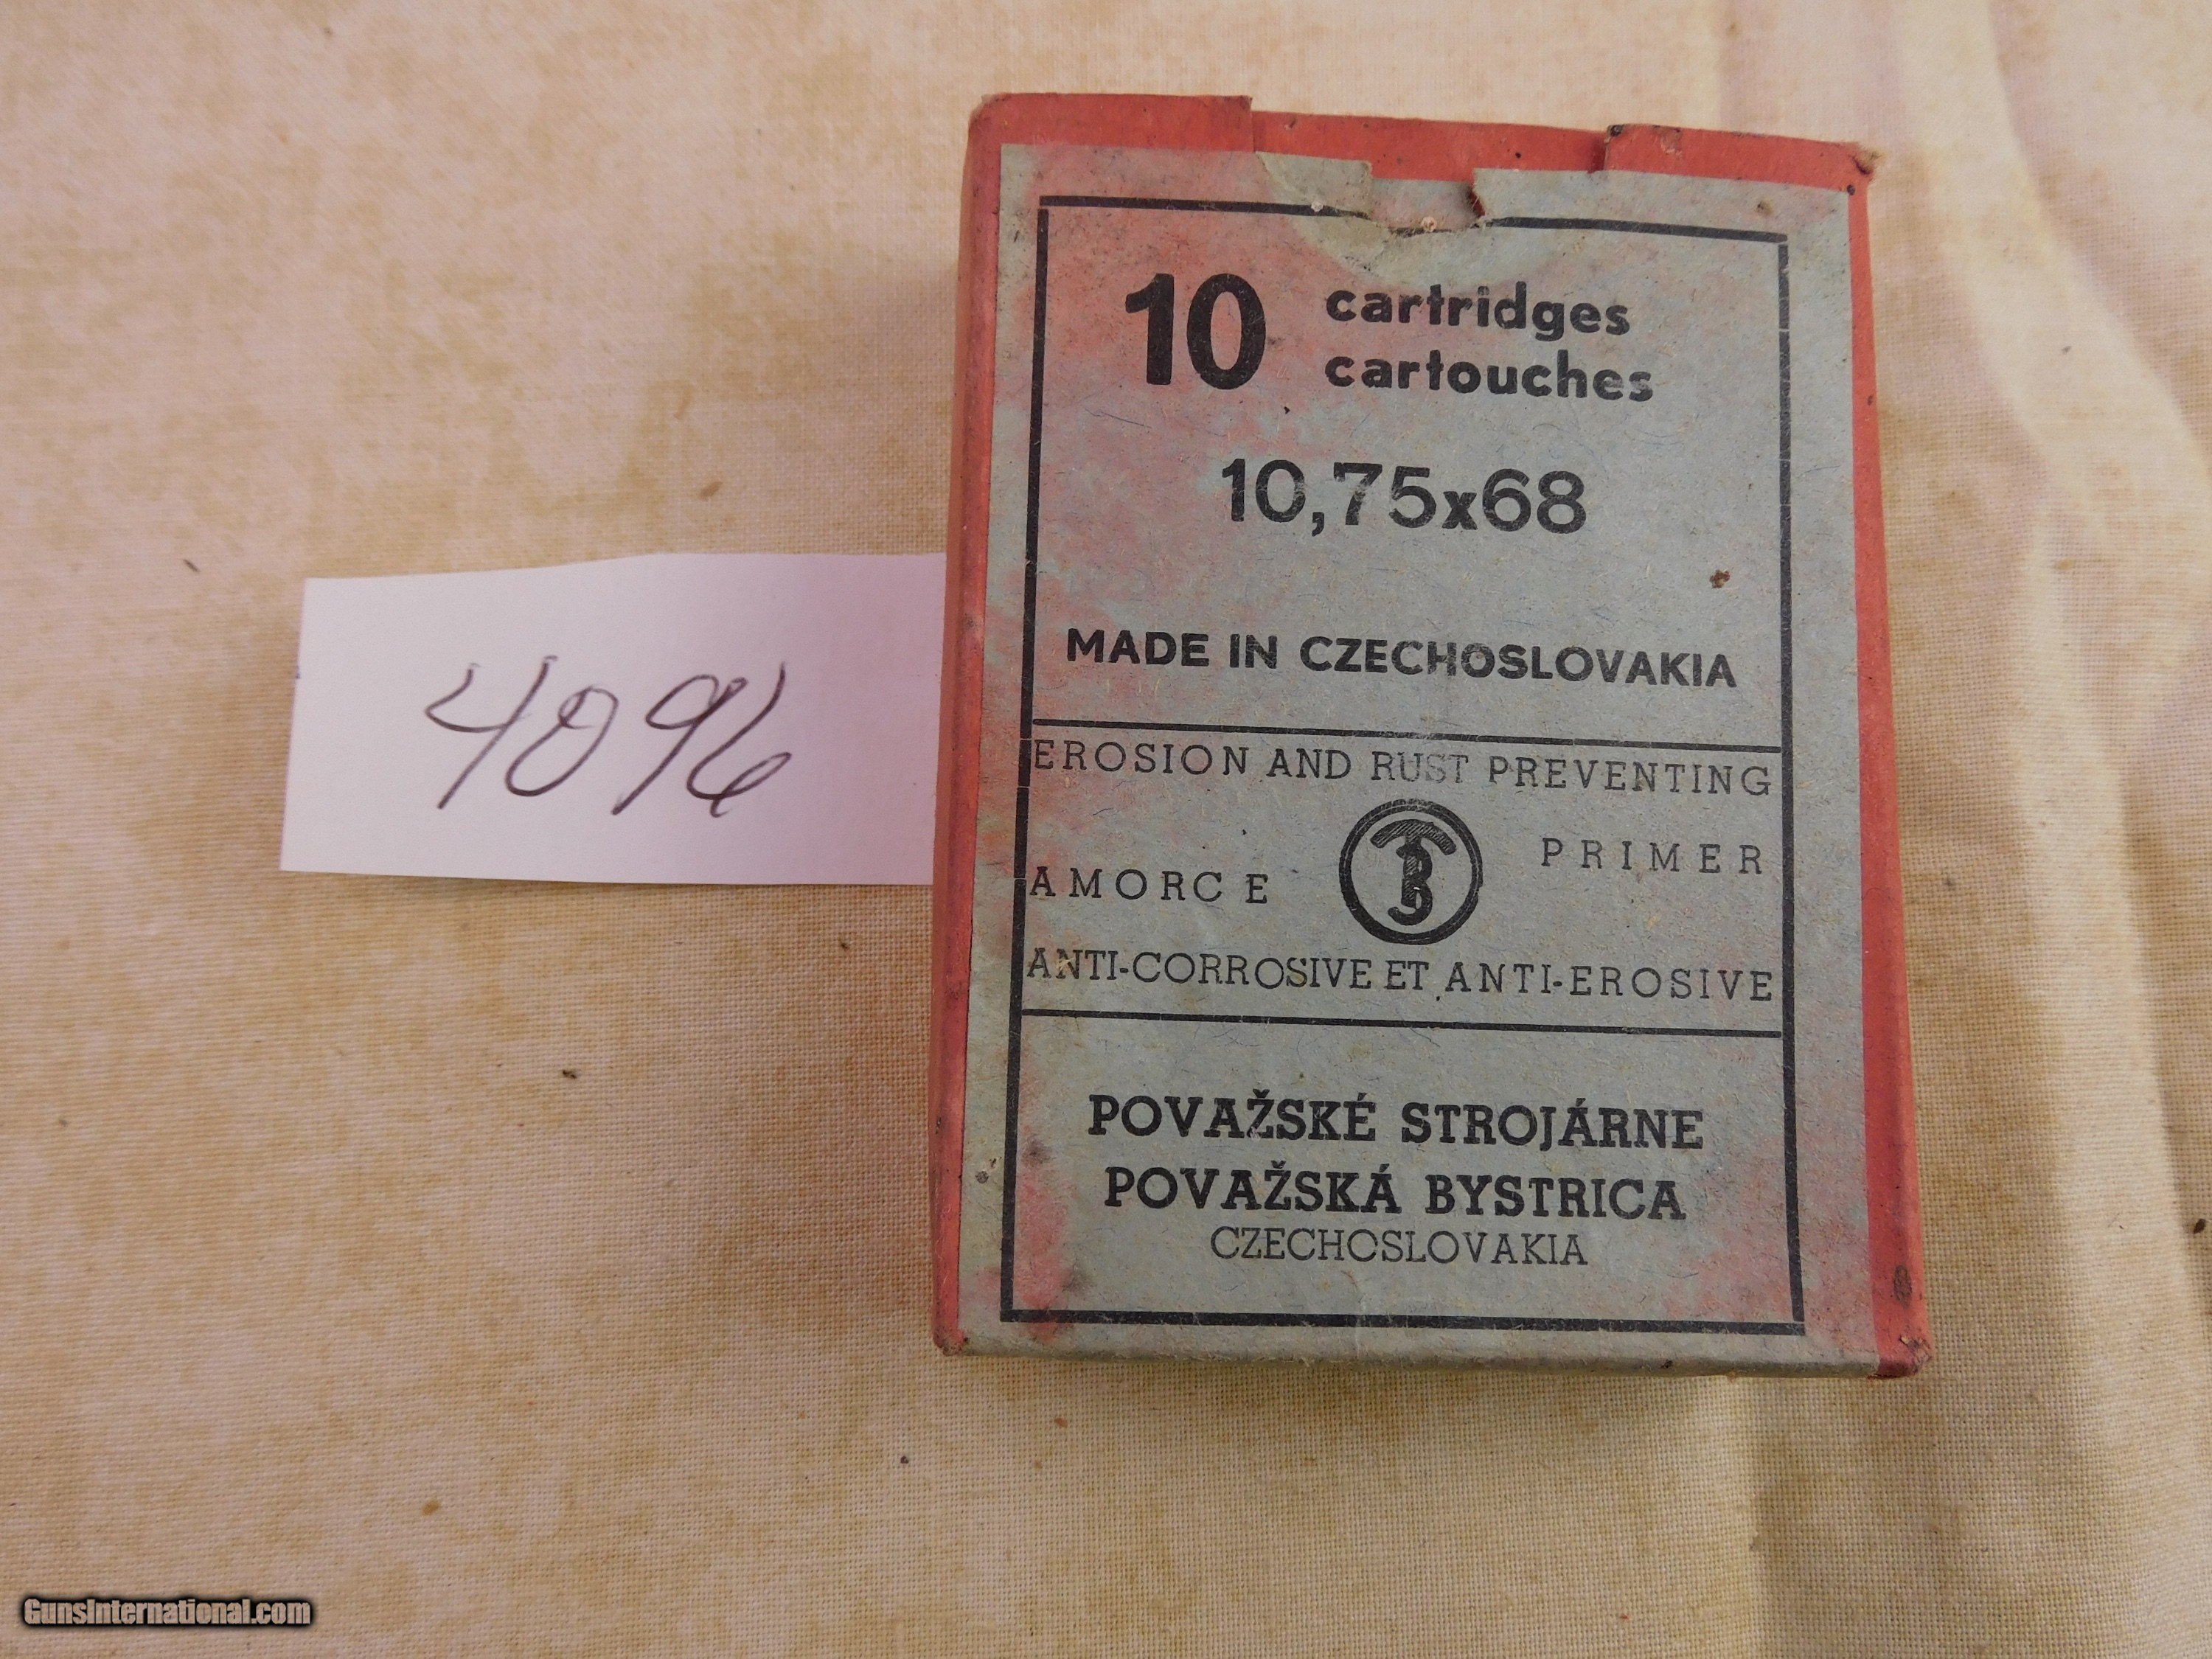 10 cartridges
cartouches
10,75x68
MADE IN CZECHOSLOVAKIA
EROSION AND RUST PREVENTING
PRIMER
AMORCE
ANTI-CORROSIVE ET ANTI-EROSIVE
POVAŽSKÉ STROJÁRNE
POVAŽSKÁ BYSTRICA
CZECHOSLOVAKIA
4096
GunsInternational.com